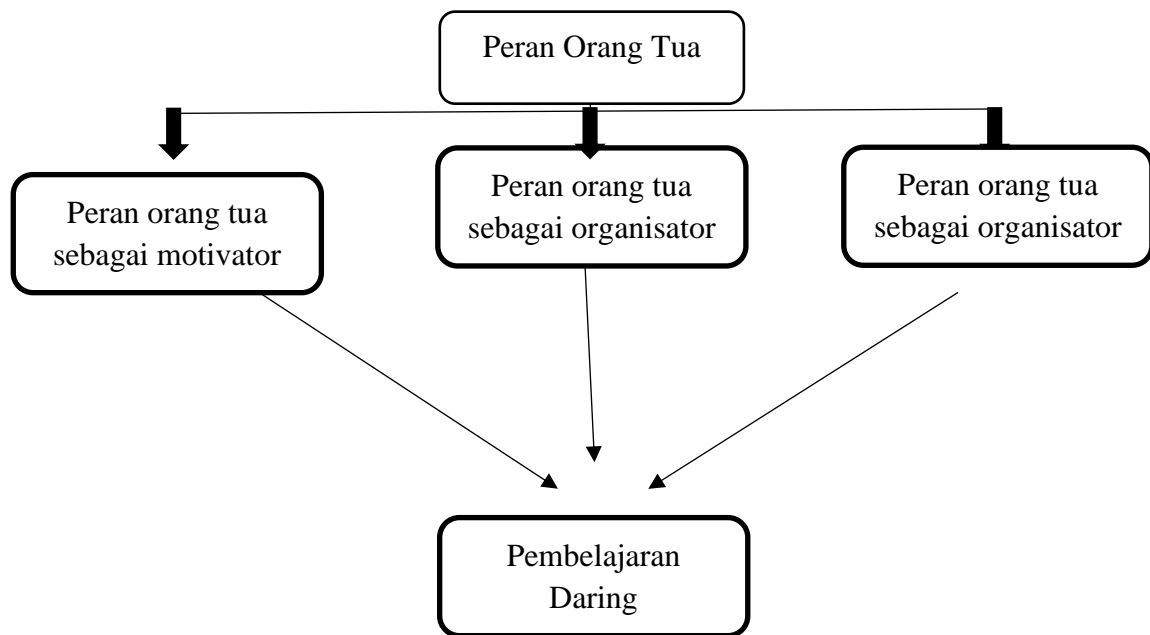 Peran Orang Tua
Peran orang tua
sebagai motivator
Peran orang tua
sebagai organisator
Peran orang tua
sebagai organisator
Pembelajaran
Daring